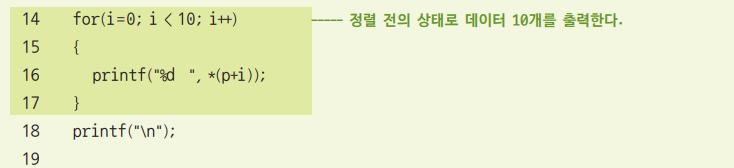 14 for(i=0; i < 10; i++) ----- 정렬 전의 상태로 데이터 10개를 출력한다.
15 {
16 printf("%d ", *(p+i));
17 }
18 printf("\n");
19